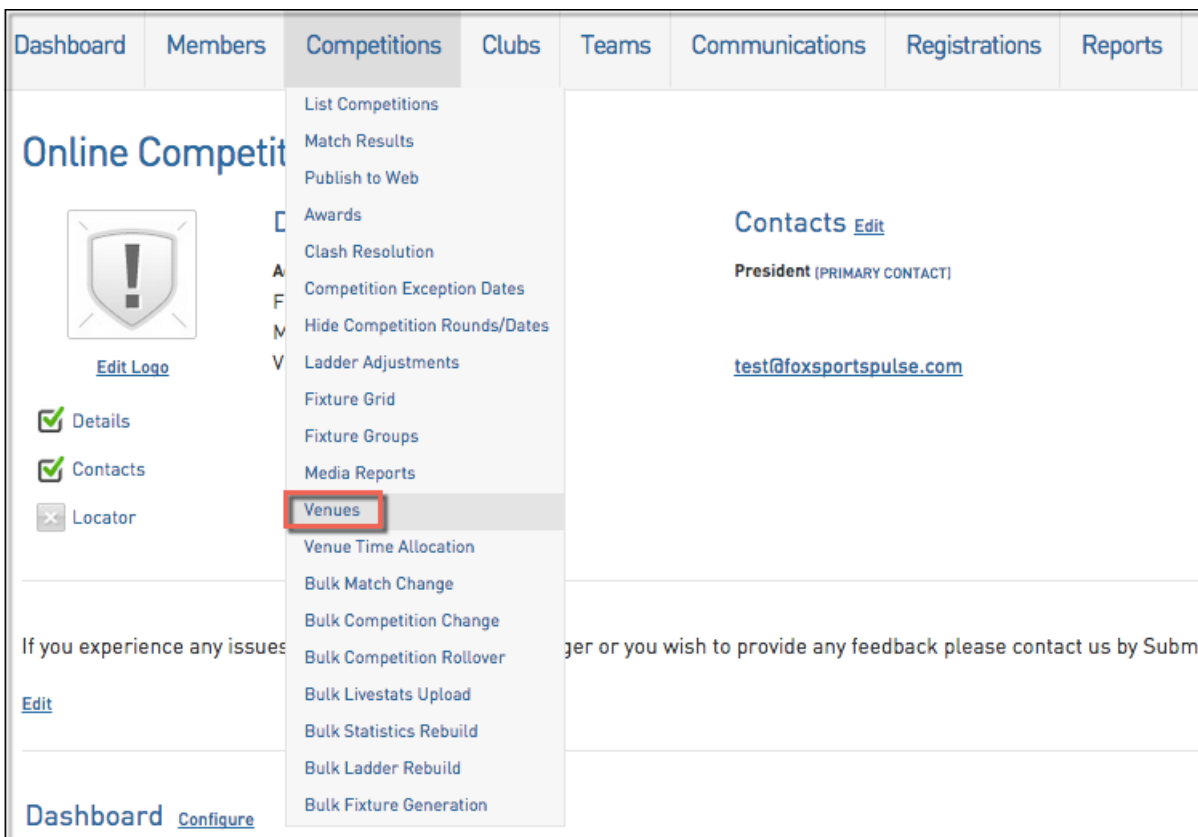 Dashboard Members Competitions Clubs Teams Communications Registrations Reports
List Competitions
Match Results
Publish to Web
Awards
Clash Resolution
Competition Exception Dates
Hide Competition Rounds/Dates
Ladder Adjustments
Fixture Grid
Fixture Groups
Media Reports
Venues
Venue Time Allocation
Bulk Match Change
Bulk Competition Change
Bulk Competition Rollover
Bulk Livestats Upload
Bulk Statistics Rebuild
Bulk Ladder Rebuild
Bulk Fixture Generation
Online Competit
Edit Logo
Details
Contacts
Locator
D
A
F
M
V
Contacts Edit
President (PRIMARY CONTACT)
test@foxsportspulse.com
If you experience any issues ger or you wish to provide any feedback please contact us by Subm
Edit
Dashboard Configure